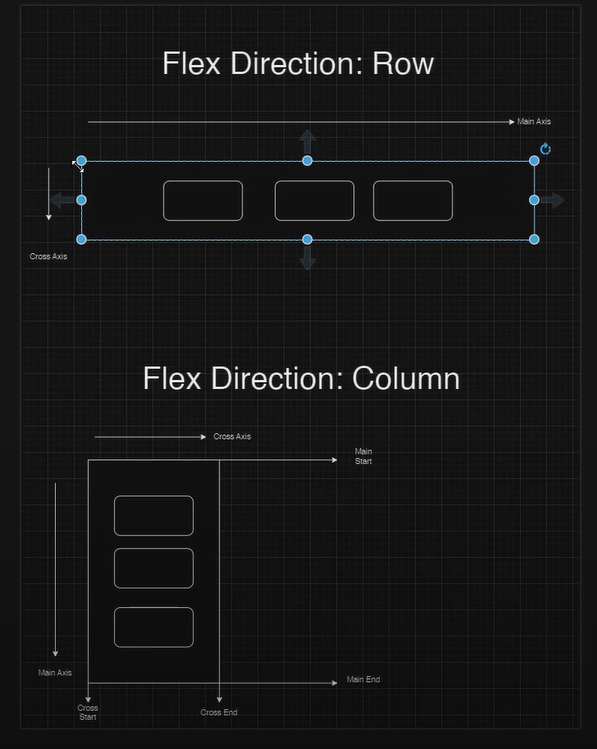 Flex Direction: Row
Main Axis
Cross Axis
Flex Direction: Column
Cross Axis
Main
Start
Main Axis
Main End
Cross
Start
Cross End